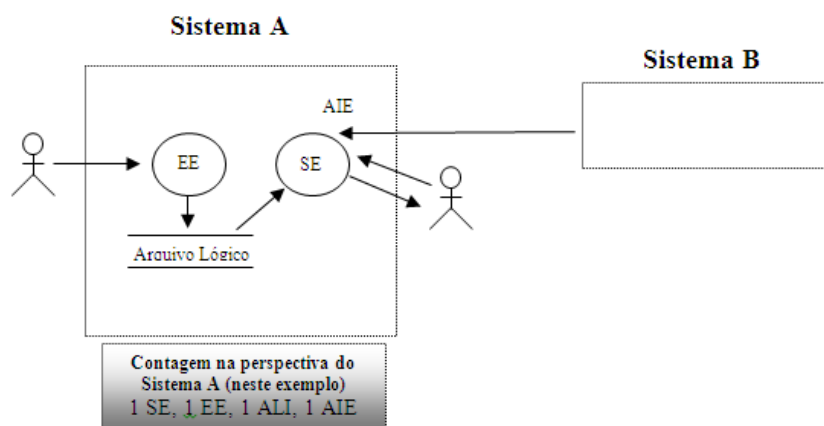 Sistema A
Sistema B
AIE
EE
SE
Arquivo Lógico
Contagem na perspectiva do
Sistema A (neste exemplo)
1 SE, 1 EE, 1 ALI, 1 AIE